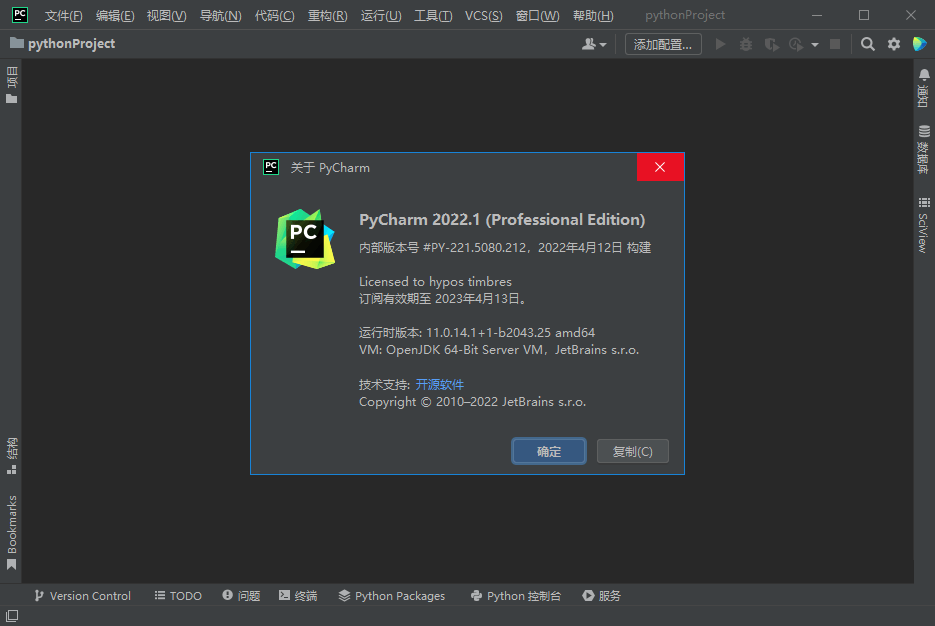 PC 文件(F) 编辑(E) 视图(V) 导航(N) 代码(C) 重构(R) 运行(U) 工具(T) VCS(S) 窗口(W) 帮助(H) pythonProject
pythonProject 添加配置...
项目
结构
Bookmarks
PC 关于 PyCharm
PC
PyCharm 2022.1 (Professional Edition)
内部版本号 #PY-221.5080.212，2022年4月12日 构建
Licensed to hypos timbres
订阅有效期至 2023年4月13日。
运行时版本: 11.0.14.1+1-b2043.25 amd64
VM: OpenJDK 64-Bit Server VM，JetBrains s.r.o.
技术支持: 开源软件
Copyright © 2010–2022 JetBrains s.r.o.
确定 复制(C)
通知
数据库
SciView
Version Control TODO 问题 终端 Python Packages Python 控制台 服务